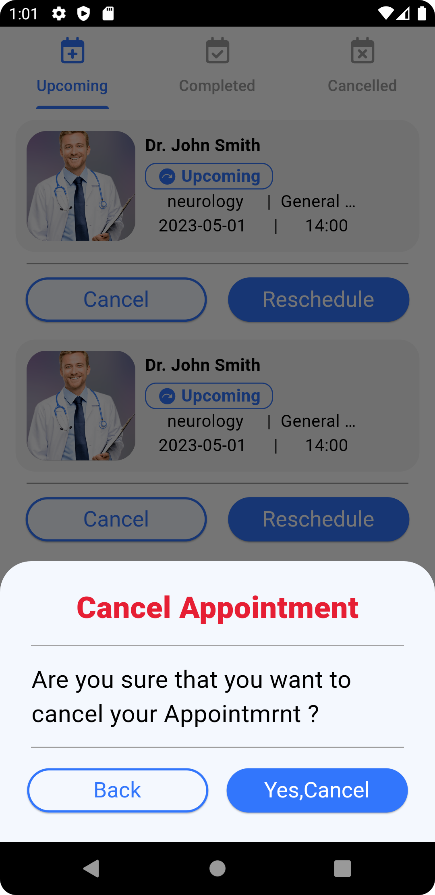 1:01
Upcoming Completed Cancelled
Dr. John Smith
Upcoming
neurology | General ...
2023-05-01 | 14:00
Cancel Reschedule
Dr. John Smith
Upcoming
neurology | General ...
2023-05-01 | 14:00
Cancel Reschedule
Cancel Appointment
Are you sure that you want to
cancel your Appointmrnt ?
Back Yes,Cancel